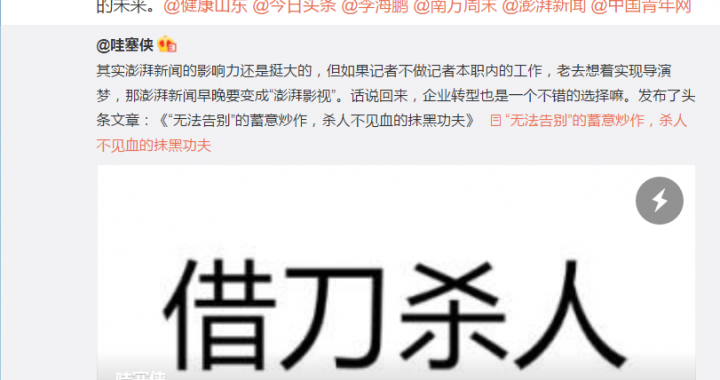 的未来。@健康山东 @今日头条 @李海鹏 @南方周末 @澎湃新闻 @中国青年网
@哇塞侠
其实澎湃新闻的影响力还是挺大的，但如果记者不做记者本职内的工作，老去想着实现导演
梦，那澎湃新闻早晚要变成“澎湃影视”。话说回来，企业转型也是一个不错的选择嘛。发布了头
条文章：《“无法告别”的蓄意炒作，杀人不见血的抹黑功夫》 “无法告别”的蓄意炒作，杀人
不见血的抹黑功夫
借刀杀人
哇塞侠